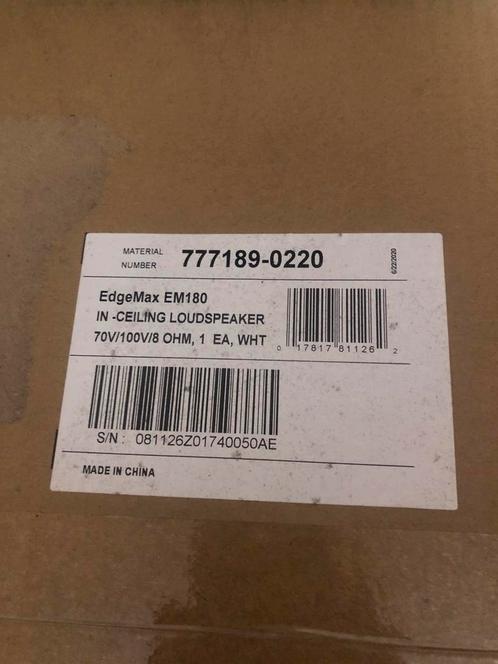 MATERIAL NUMBER 777189-0220
6/22/2020
EdgeMax EM180
IN -CEILING LOUDSPEAKER
70V/100V/8 OHM, 1 EA, WHT
0 17817 81126 2
S/N : 081126Z01740050AE
MADE IN CHINA